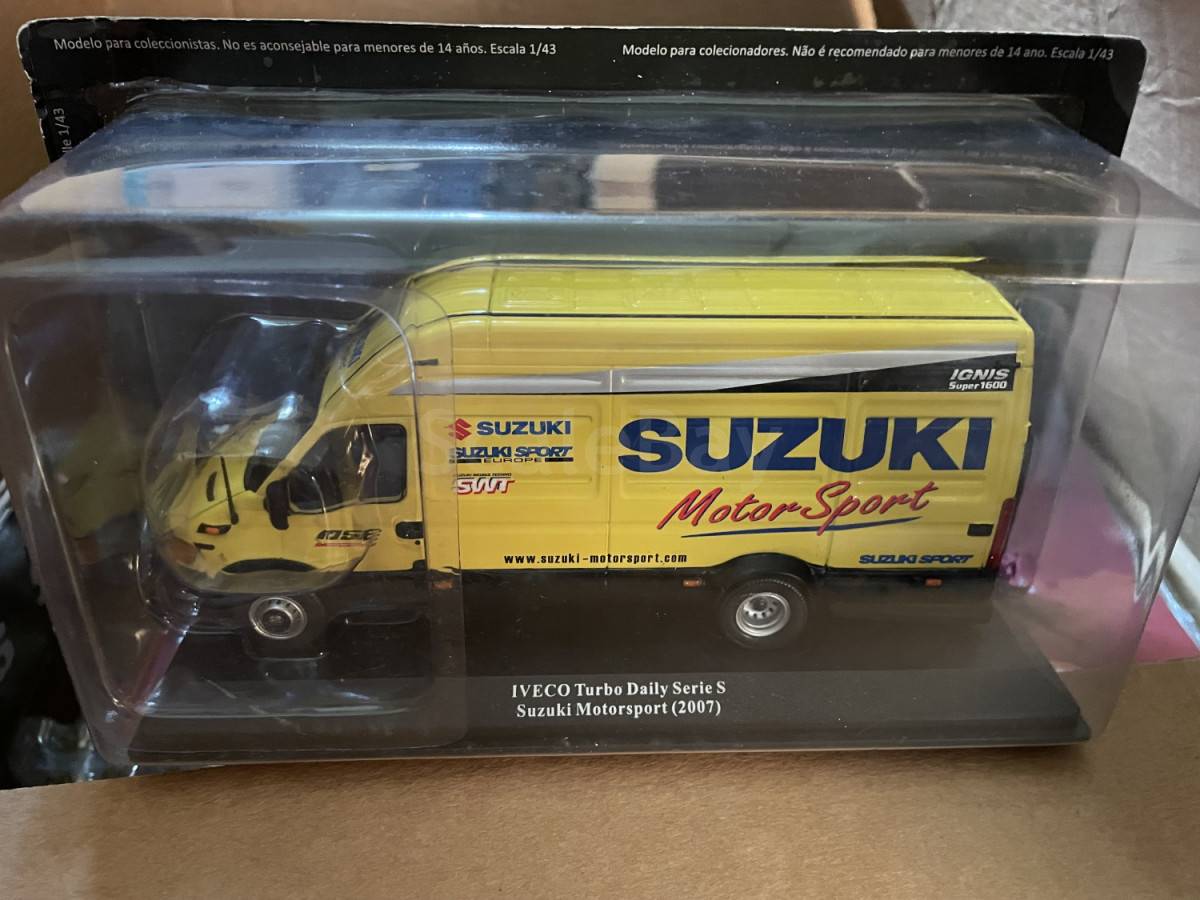 Modelo para coleccionistas. No es aconsejable para menores de 14 años. Escala 1/43
Modelo para colecionadores. Não é recomendado para menores de 14 ano. Escala 1/43
1/43
IGNIS
Super1600
SUZUKI
SUZUKI SPORT
EUROPE
SWT
SUZUKI
MotorSport
www.suzuki-motorsport.com
SUZUKI SPORT
IVECO Turbo Daily Serie S
Suzuki Motorsport (2007)